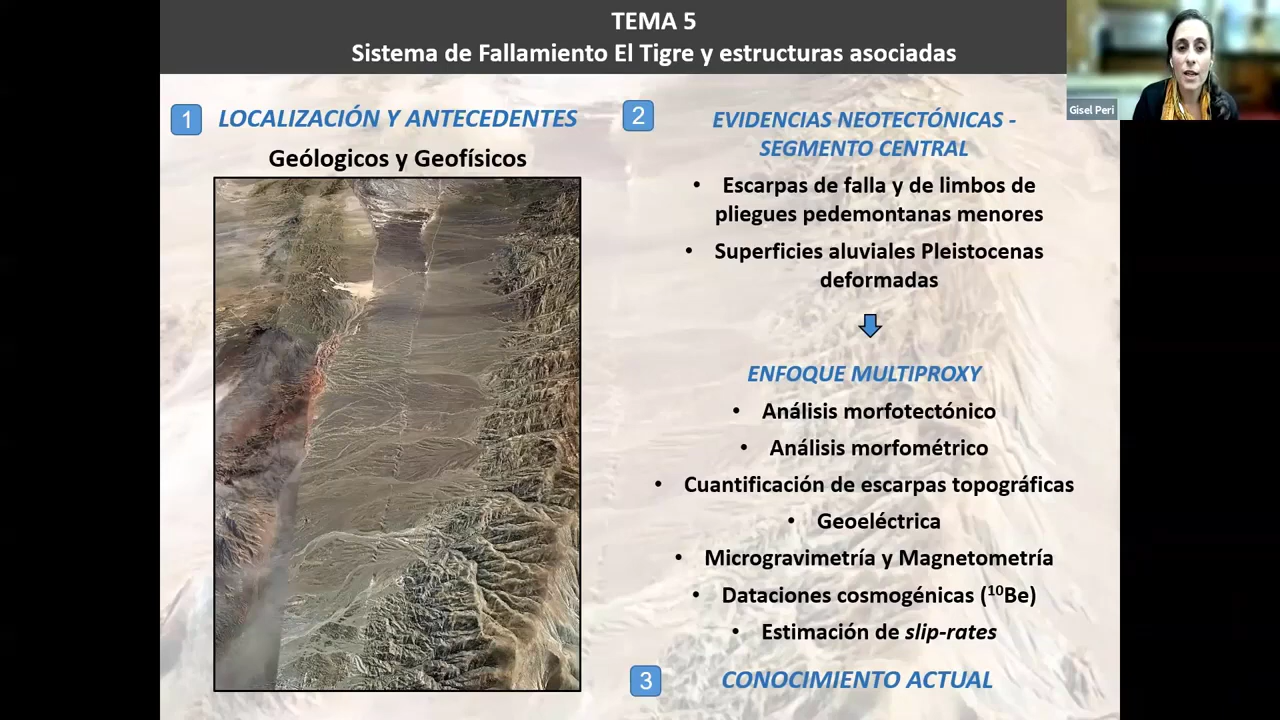 TEMA 5
Sistema de Fallamiento El Tigre y estructuras asociadas
Gisel Peri
1 LOCALIZACIÓN Y ANTECEDENTES
Geólogicos y Geofísicos
2 EVIDENCIAS NEOTECTÓNICAS -
SEGMENTO CENTRAL
• Escarpas de falla y de limbos de
pliegues pedemontanas menores
• Superficies aluviales Pleistocenas
deformadas
ENFOQUE MULTIPROXY
• Análisis morfotectónico
• Análisis morfométrico
• Cuantificación de escarpas topográficas
• Geoeléctrica
• Microgravimetría y Magnetometría
• Dataciones cosmogénicas (¹⁰Be)
• Estimación de slip-rates
3 CONOCIMIENTO ACTUAL